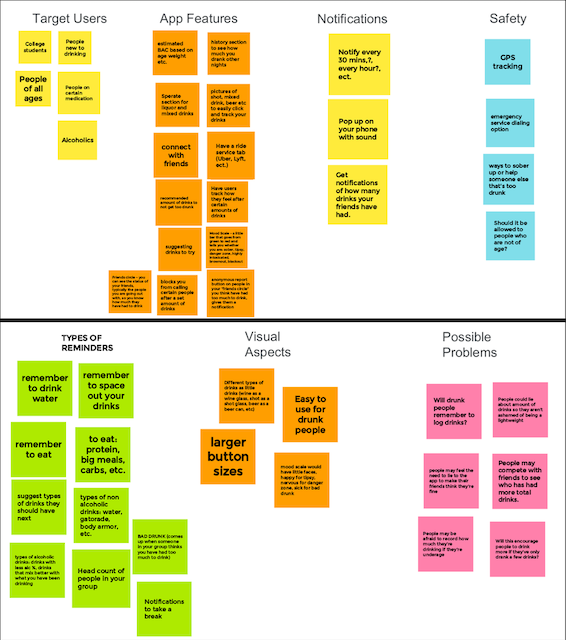 Target Users
App Features
Notifications
Safety
College
students
People
new to
drinking
People
of all
ages
People on
certain
medication
Alcoholics
estimated
BAC based on
age weight
etc.
history section
to see how
much you
drank other
nights
Sperate
section for
liquor and
mixed drinks
pictures of
shot, mixed
drink, beer etc
to easily click
and track your
drinks
connect
with
friends
Have a ride
service tab
(Uber, Lyft,
ect.)
recommended
amount of drinks to
not get too drunk
Have users
track how
they feel after
certain
amounts of
drinks
suggesting
drinks to try
Mood Scale - a little
bar that goes from
green to red and
tells you whether
you are sober, tipsy,
danger zone, highly
intoxicated,
blackout
Friends circle - you
can see the status of
your friends,
typically the people
you are going out
with, so you know
how much they have
had to drink
blocks you
from calling
certain people
after a set
amount of
drinks
anonymous report
button on people in
your "friends circle"
you think have had
too much to drink,
gives them a
notification
Notify every
30 mins,?,
every hour?,
ect.
Pop up on
your phone
with sound
Get
notifications
of how many
drinks your
friends have
had.
GPS
tracking
emergency
service dialing
option
ways to sober
up or help
someone else
that's too
drunk
Should it be
allowed to
people who
are not of age?
TYPES OF
REMINDERS
Visual
Aspects
Possible
Problems
remember
to drink
water
remember
to space
out your
drinks
remember
to eat
to eat:
protein,
big meals,
carbs, etc.
suggest types
of drinks they
should have
next
types of non
alcoholic
drinks: water,
gatorade,
body armor,
etc.
BAD DRUNK (comes
up when someone
in your group thinks
you have had too
much to drink)
types of alcoholic
drinks: drinks with
less alc %, drinks
that mix better with
what you have been
drinking
Head count of
people in your
group
Notifications
to take a
break
Different types of
drinks as little
drinks (wine as a
wine glass, shot as a
shot glass, beer as a
beer can, etc)
Easy to
use for
drunk
people
larger
button
sizes
mood scale would
have little faces,
happy for tipsy,
nervous for danger
zone, sick for bad
drunk
Will drunk
people
remember to
log drinks?
People could lie
about amount of
drinks so they aren't
ashamed of being a
lightweight
people may feel the
need to lie to the
app to make their
friends think they're
fine
People may
compete with
friends to see
who has had
more total
drinks.
People may be
afraid to record how
much they're
drinking if they're
underage
Will this encourage
people to drink
more if they've only
drank a few drinks?